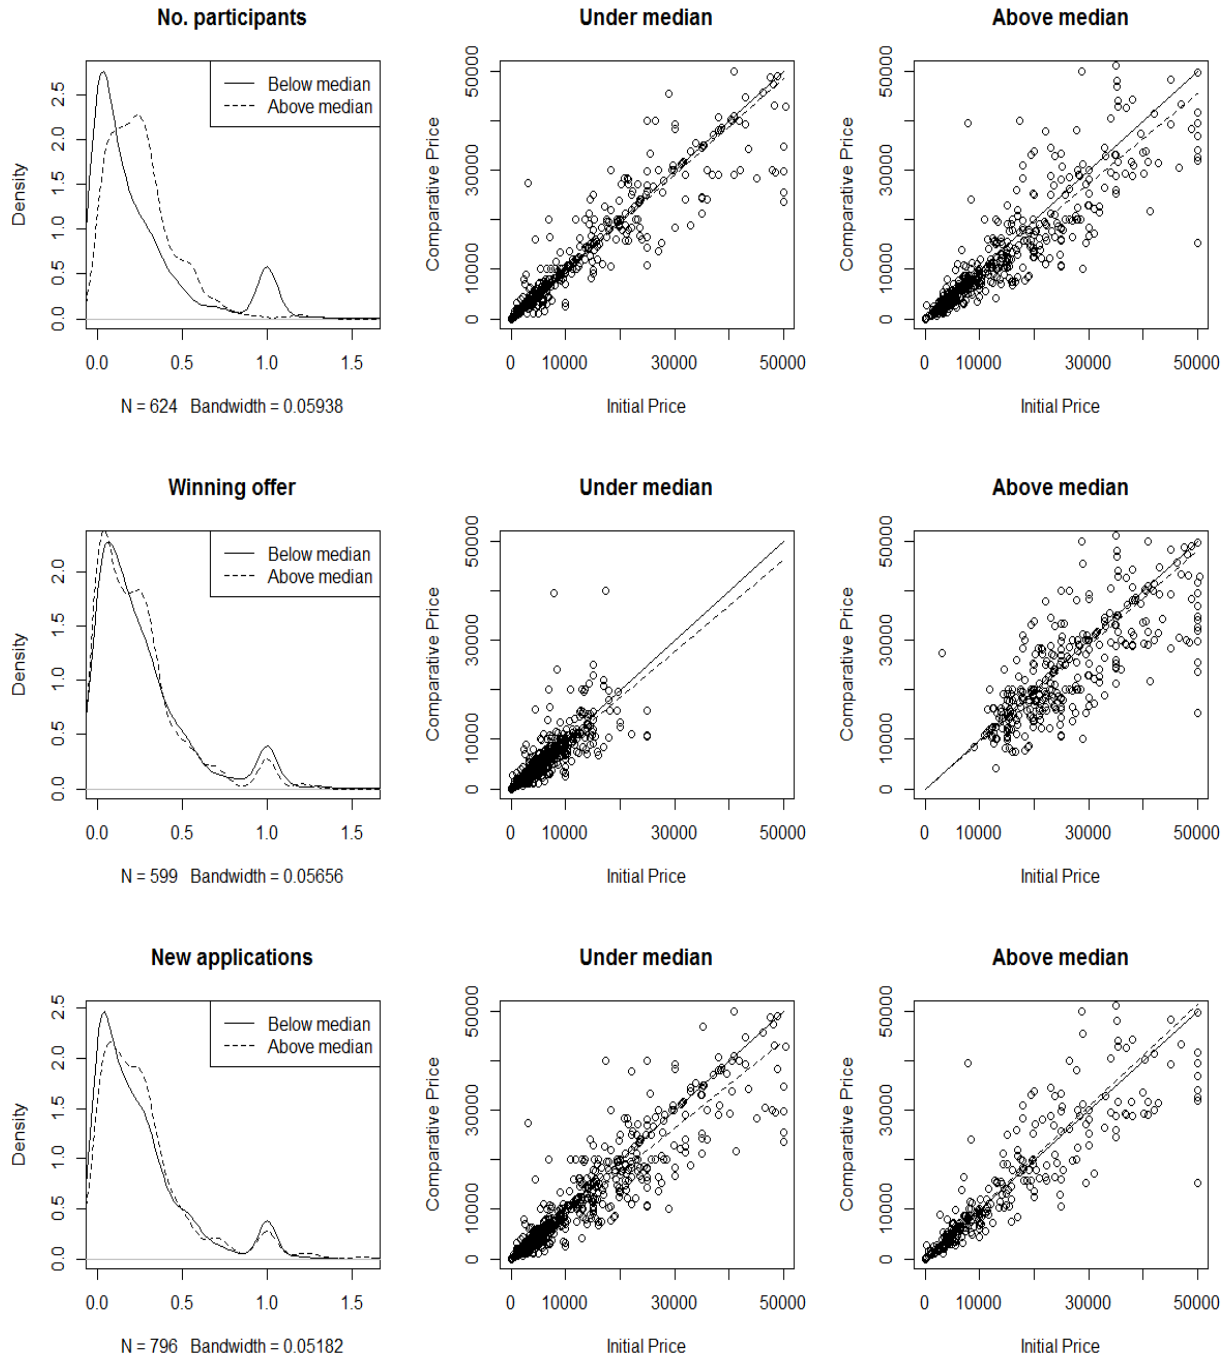 No. participants
Below median
Above median
Density
0.0 0.5 1.0 1.5 2.0 2.5
0.0 0.5 1.0 1.5
N = 624 Bandwidth = 0.05938
Under median
Comparative Price
0 10000 30000 50000
0 10000 30000 50000
Initial Price
Above median
Comparative Price
0 10000 30000 50000
0 10000 30000 50000
Initial Price
Winning offer
Below median
Above median
Density
0.0 0.5 1.0 1.5 2.0
0.0 0.5 1.0 1.5
N = 599 Bandwidth = 0.05656
Under median
Comparative Price
0 10000 30000 50000
0 10000 30000 50000
Initial Price
Above median
Comparative Price
0 10000 30000 50000
0 10000 30000 50000
Initial Price
New applications
Below median
Above median
Density
0.0 0.5 1.0 1.5 2.0 2.5
0.0 0.5 1.0 1.5
N = 796 Bandwidth = 0.05182
Under median
Comparative Price
0 10000 30000 50000
0 10000 30000 50000
Initial Price
Above median
Comparative Price
0 10000 30000 50000
0 10000 30000 50000
Initial Price